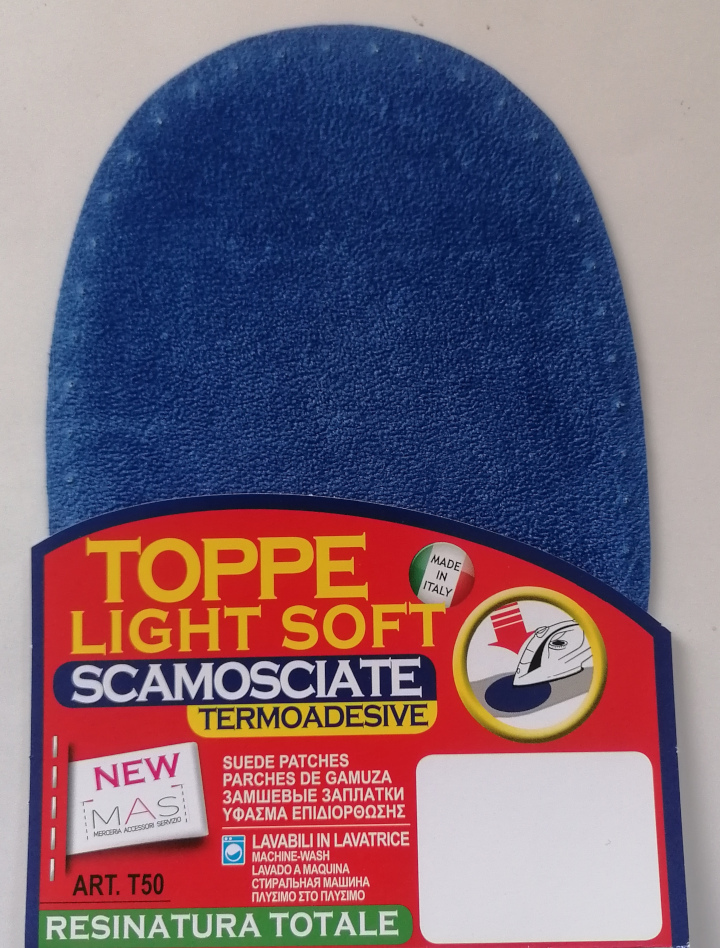 TOPPE
MADE
IN
ITALY
LIGHT SOFT
SCAMOSCIATE
TERMOADESIVE
NEW
MAS
MERCERIA ACCESSORI SERVIZIO
ART. T50
SUEDE PATCHES
PARCHES DE GAMUZA
ЗАМШЕВЫЕ ЗАПЛАТКИ
ΥΦΑΣΜΑ ΕΠΙΔΙΟΡΘΩΣΗΣ
LAVABILI IN LAVATRICE
MACHINE-WASH
LAVADO A MAQUINA
СТИРАЛЬНАЯ МАШИНА
ΠΛΥΣΙΜΟ ΣΤΟ ΠΛΥΣΙΜΟ
RESINATURA TOTALE